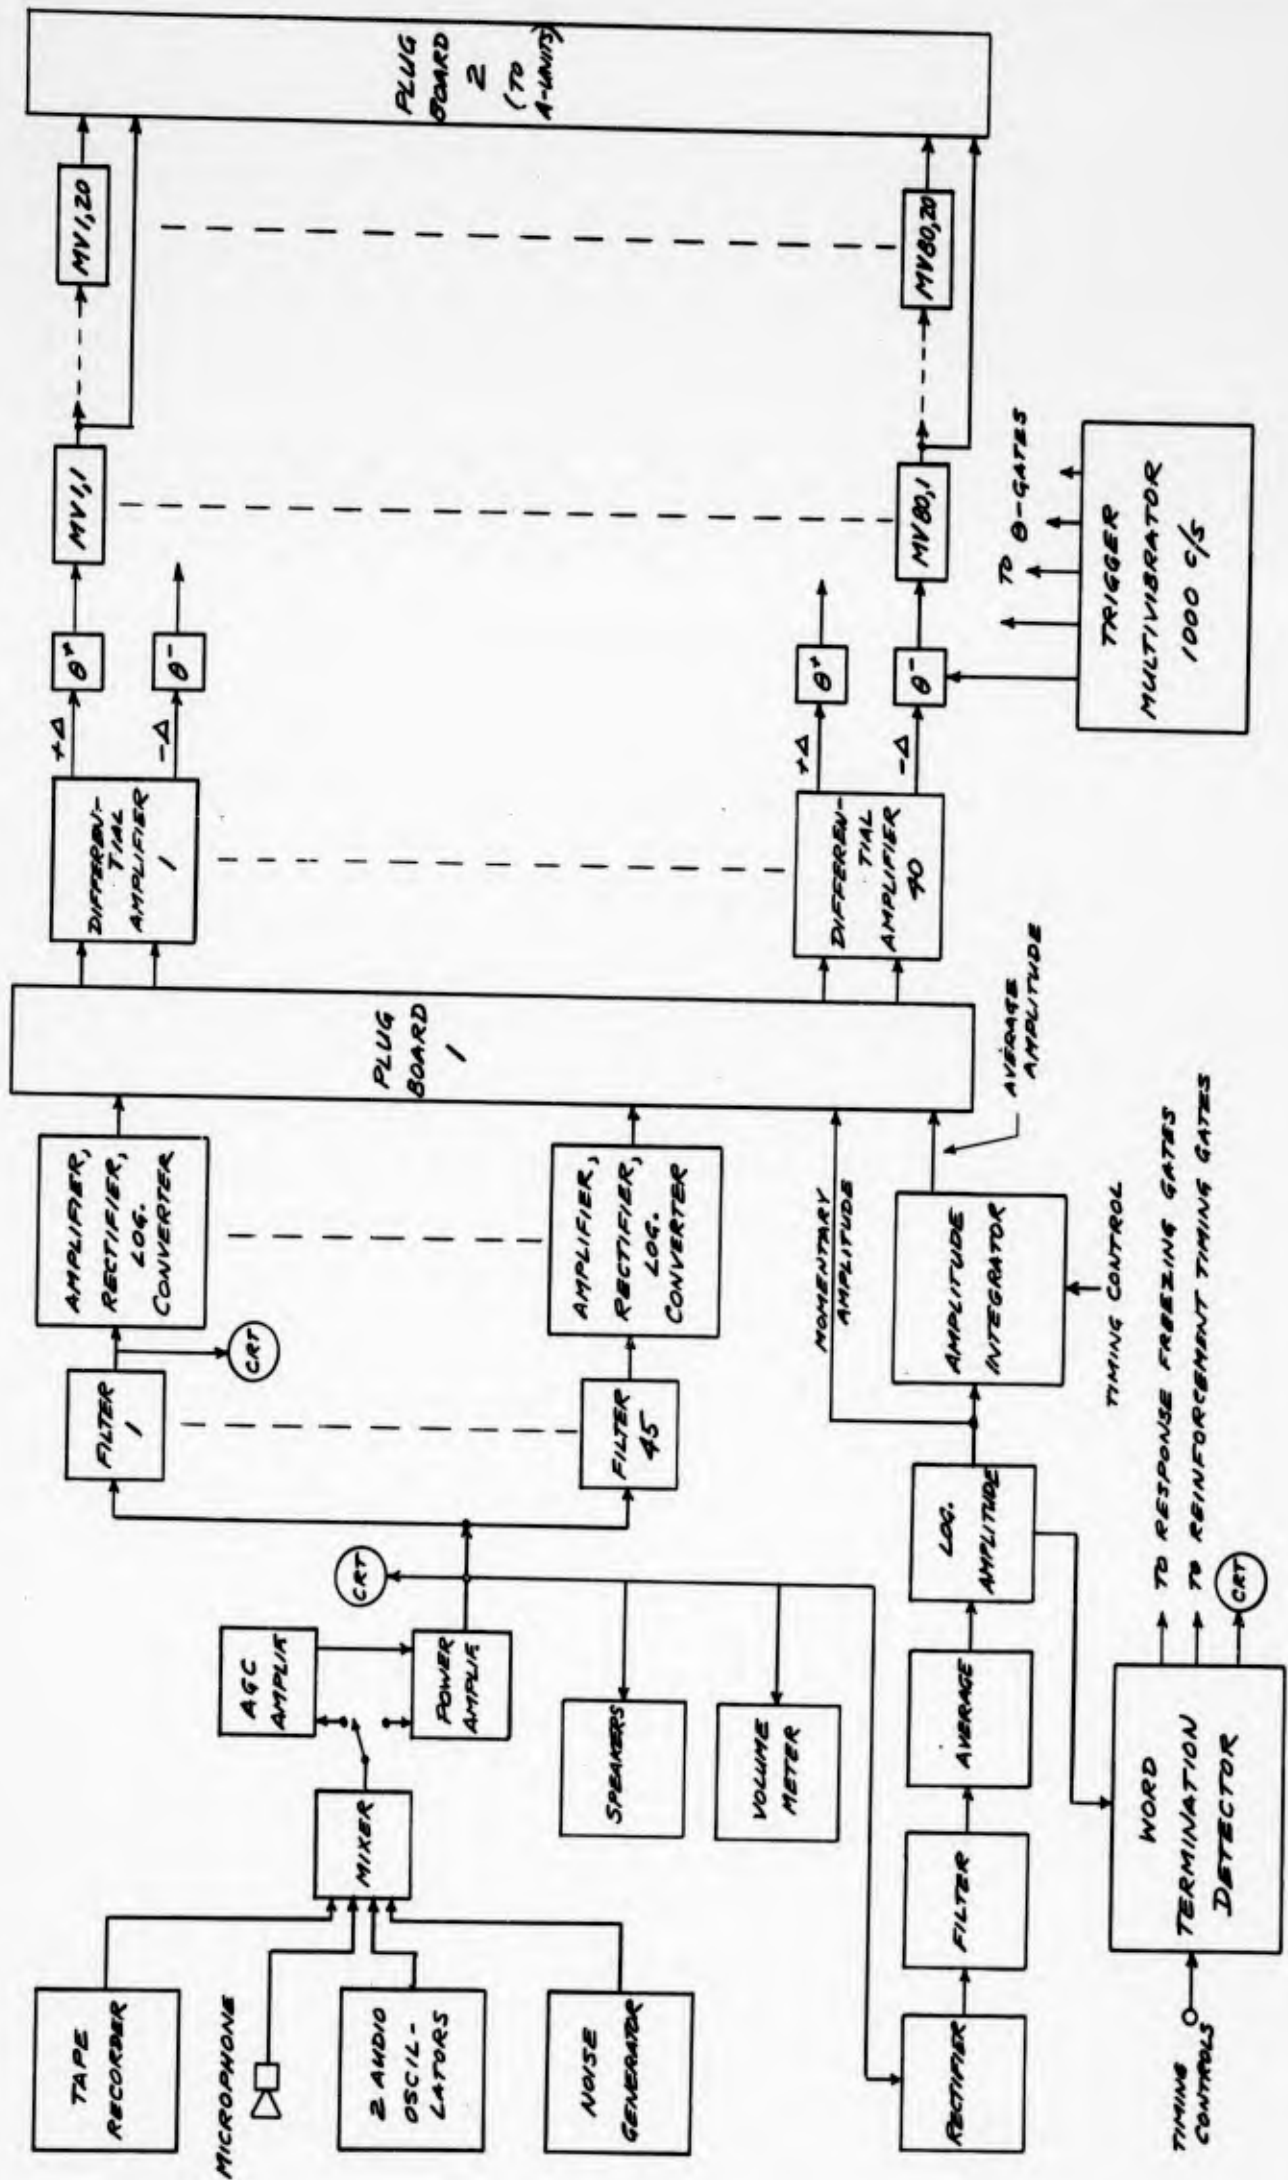 TAPE
RECORDER
MICROPHONE
2 AUDIO
OSCIL-
LATORS
NOISE
GENERATOR
MIXER
AGC
AMPLIF.
POWER
AMPLIF.
CRT
SPEAKERS
VOLUME
METER
FILTER
1
CRT
FILTER
45
AMPLIFIER,
RECTIFIER,
LOG.
CONVERTER
AMPLIFIER,
RECTIFIER,
LOG.
CONVERTER
RECTIFIER
FILTER
AVERAGE
LOG.
AMPLITUDE
MOMENTARY
AMPLITUDE
AMPLITUDE
INTEGRATOR
TIMING CONTROL
AVERAGE
AMPLITUDE
TIMING
CONTROLS
WORD
TERMINATION
DETECTOR
TO RESPONSE FREEZING GATES
TO REINFORCEMENT TIMING GATES
CRT
PLUG
BOARD
1
DIFFEREN-
TIAL
AMPLIFIER
1
+Δ
-Δ
θ+
θ-
MV1,1
MV1,20
DIFFEREN-
TIAL
AMPLIFIER
40
+Δ
-Δ
θ+
θ-
MV80,1
MV80,20
TO θ-GATES
TRIGGER
MULTIVIBRATOR
1000 C/S
PLUG
BOARD
2
(TO
A-UNITS)